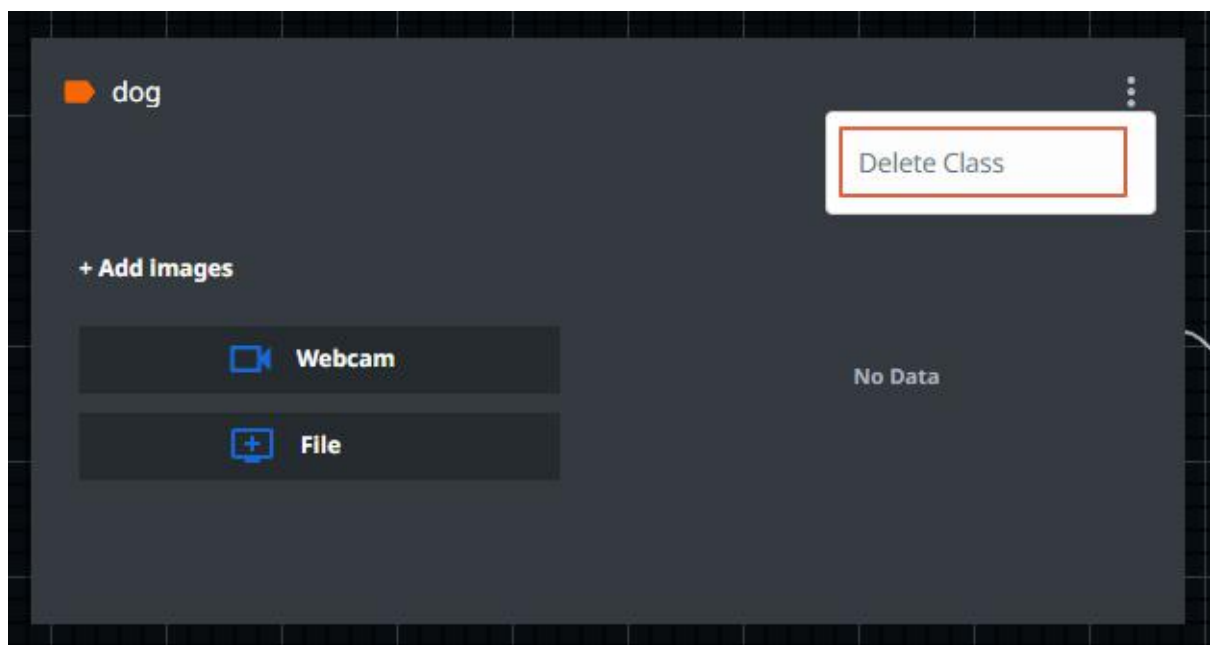 dog
Delete Class
+ Add images
Webcam
No Data
File